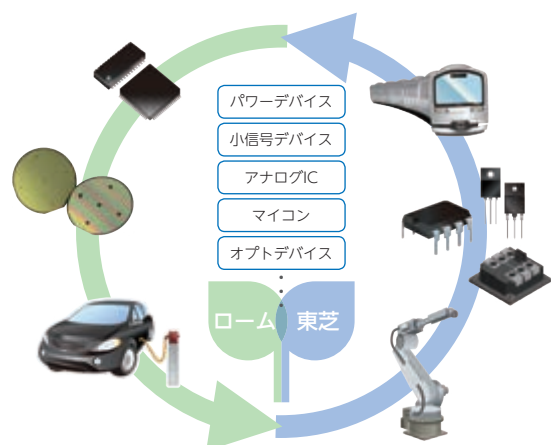 パワーデバイス
小信号デバイス
アナログIC
マイコン
オプトデバイス
ローム 東芝